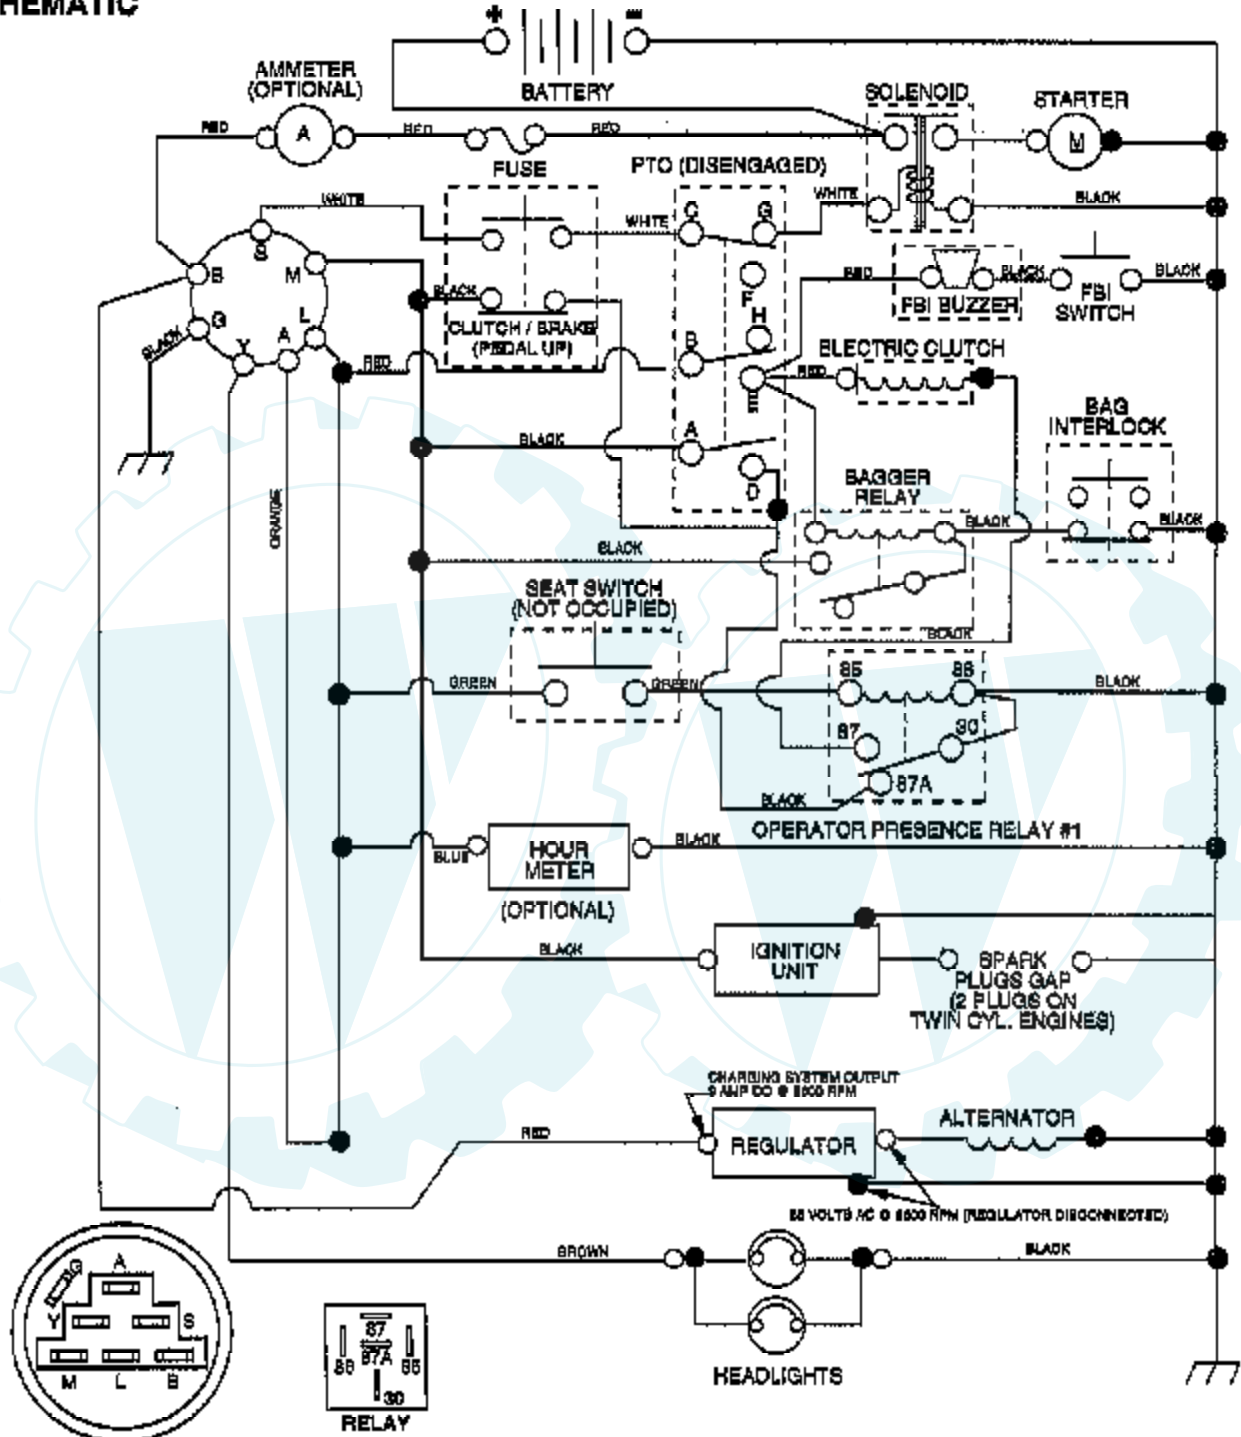 HEMATIC
+ −
BATTERY
AMMETER
(OPTIONAL)
A
RED
RED
RED
FUSE
SOLENOID
STARTER
M
PTO (DISENGAGED)
WHITE
WHITE
WHITE
BLACK
C G
S
B M
G L
Y A
BLACK
BLACK
CLUTCH / BRAKE
(PEDAL UP)
F
H
RED
BLACK
BLACK
FBI BUZZER
FBI
SWITCH
RED
B
ELECTRIC CLUTCH
RED
E
BAG
INTERLOCK
A
BLACK
D
ORANGE
BAGGER
RELAY
BLACK
BLACK
BLACK
SEAT SWITCH
(NOT OCCUPIED)
BLACK
GREEN
GREEN
85 86
BLACK
87 30
87A
BLACK
OPERATOR PRESENCE RELAY #1
BLUE
HOUR
METER
BLACK
(OPTIONAL)
BLACK
IGNITION
UNIT
SPARK
PLUGS GAP
(2 PLUGS ON
TWIN CYL. ENGINES)
CHARGING SYSTEM OUTPUT
RED
REGULATOR
ALTERNATOR
BROWN
BLACK
HEADLIGHTS
G A
Y S
M L B
87
86 87A 85
30
RELAY